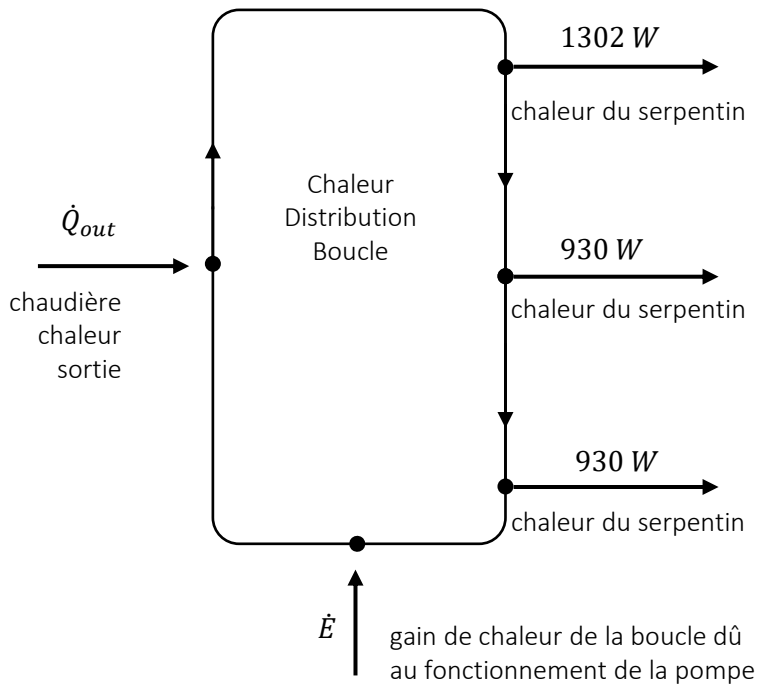 1302 W
chaleur du serpentin
Chaleur
Distribution
Boucle
Q̇out
chaudière
chaleur
sortie
930 W
chaleur du serpentin
930 W
chaleur du serpentin
Ė
gain de chaleur de la boucle dû
au fonctionnement de la pompe